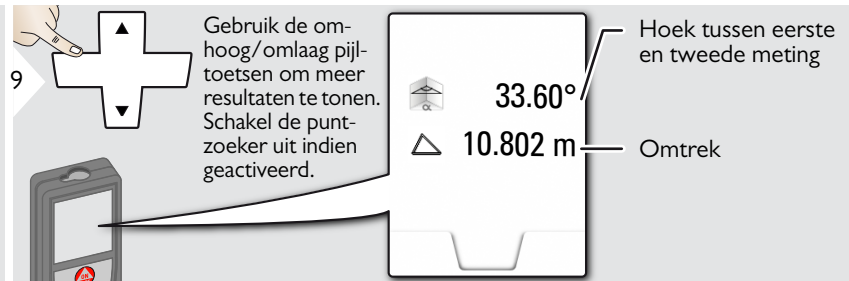 9
Gebruik de om-
hoog/omlaag pijl-
toetsen om meer
resultaten te tonen.
Schakel de punt-
zoeker uit indien
geactiveerd.
α
33.60°
10.802 m
Hoek tussen eerste
en tweede meting
Omtrek
ON